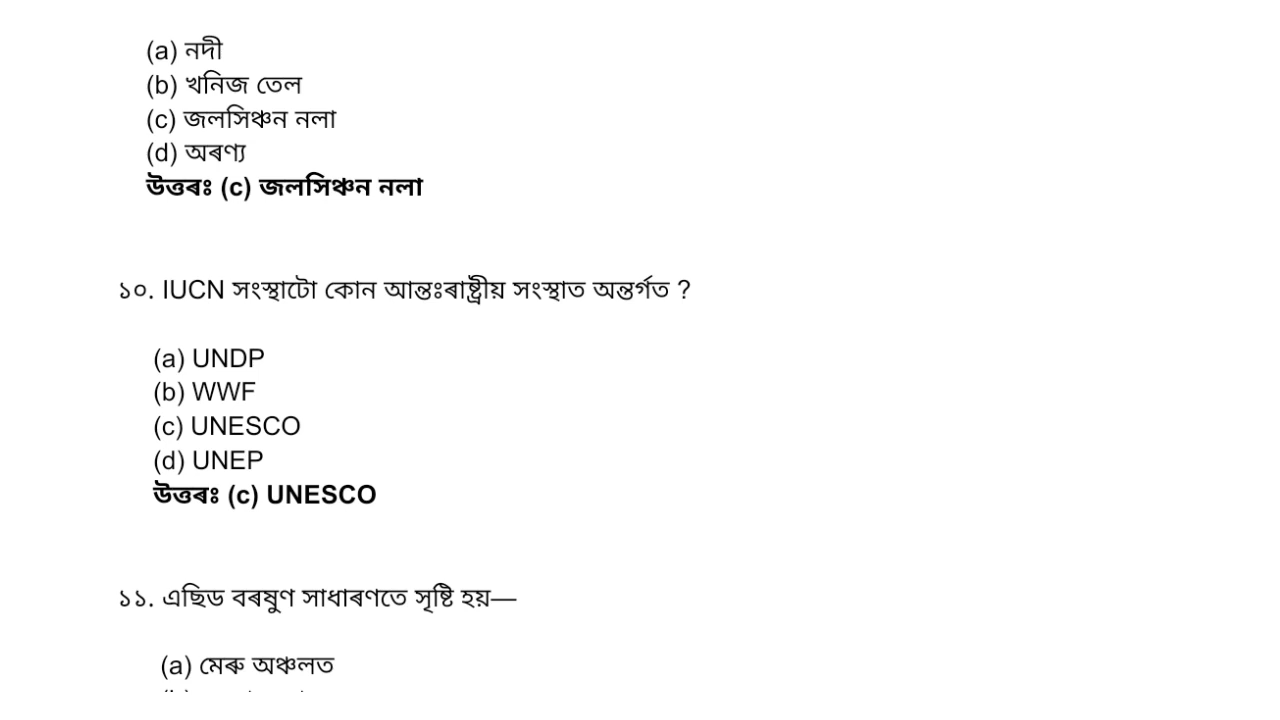 (a) নদী
(b) খনিজ তেল
(c) জলসিঞ্চন নলা
(d) অৰণ্য
উত্তৰঃ (c) জলসিঞ্চন নলা
১০. IUCN সংস্থাটো কোন আন্তঃৰাষ্ট্ৰীয় সংস্থাত অন্তৰ্গত ?
(a) UNDP
(b) WWF
(c) UNESCO
(d) UNEP
উত্তৰঃ (c) UNESCO
১১. এছিড বৰষুণ সাধাৰণতে সৃষ্টি হয়—
(a) মেৰু অঞ্চলত